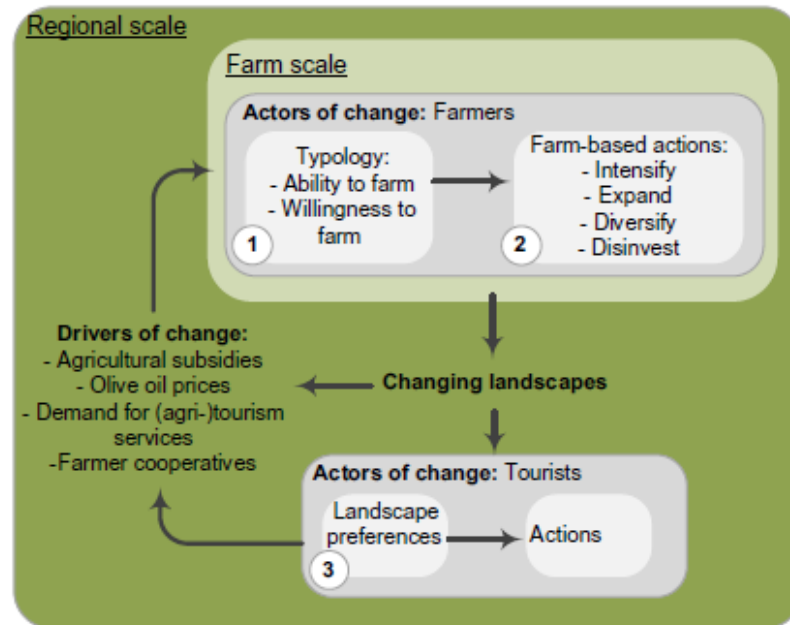 Regional scale
Farm scale
Actors of change: Farmers
Typology:
- Ability to farm
- Willingness to
farm
1
Farm-based actions:
- Intensify
- Expand
- Diversify
- Disinvest
2
Drivers of change:
- Agricultural subsidies
- Olive oil prices
- Demand for (agri-)tourism
services
-Farmer cooperatives
Changing landscapes
Actors of change: Tourists
Landscape
preferences
3
Actions